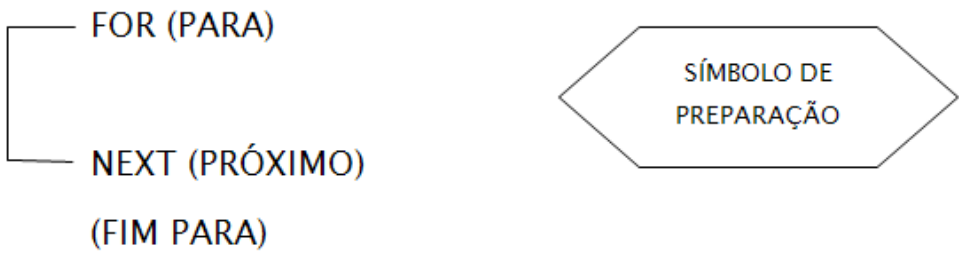 FOR (PARA)
NEXT (PRÓXIMO)
(FIM PARA)
SÍMBOLO DE
PREPARAÇÃO